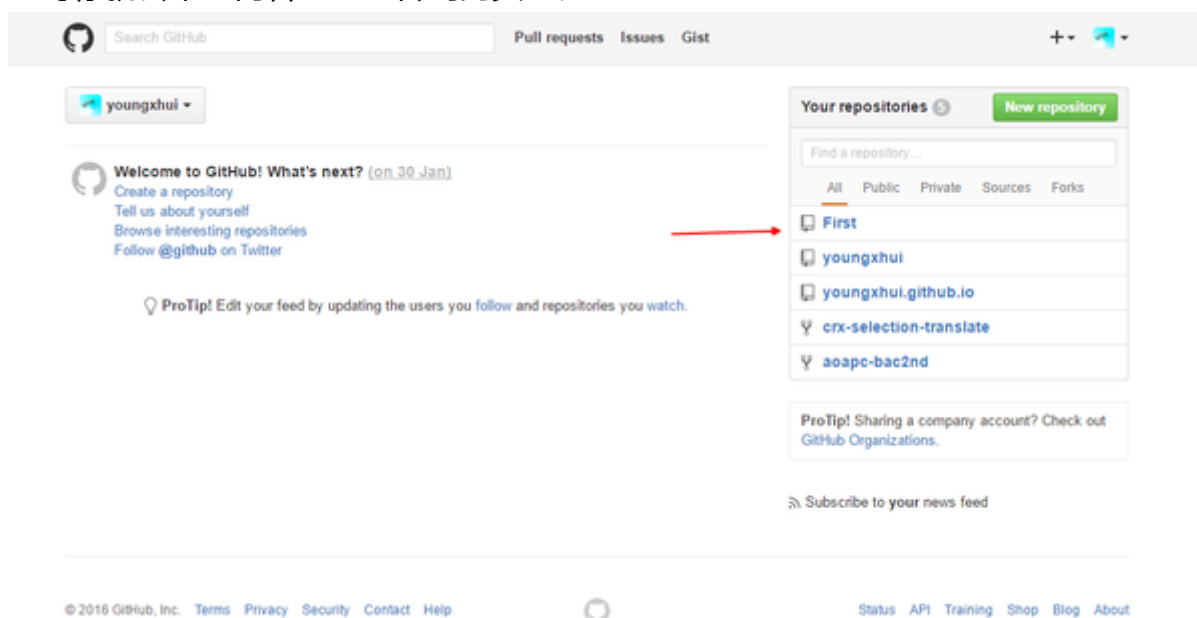 Search GitHub
Pull requests Issues Gist
youngxhui
Your repositories 5 New repository
Find a repository...
All Public Private Sources Forks
First
youngxhui
youngxhui.github.io
crx-selection-translate
aoapc-bac2nd
Welcome to GitHub! What's next? (on 30 Jan)
Create a repository
Tell us about yourself
Browse interesting repositories
Follow @github on Twitter
ProTip! Edit your feed by updating the users you follow and repositories you watch.
ProTip! Sharing a company account? Check out
GitHub Organizations.
Subscribe to your news feed
© 2016 GitHub, Inc. Terms Privacy Security Contact Help
Status API Training Shop Blog About